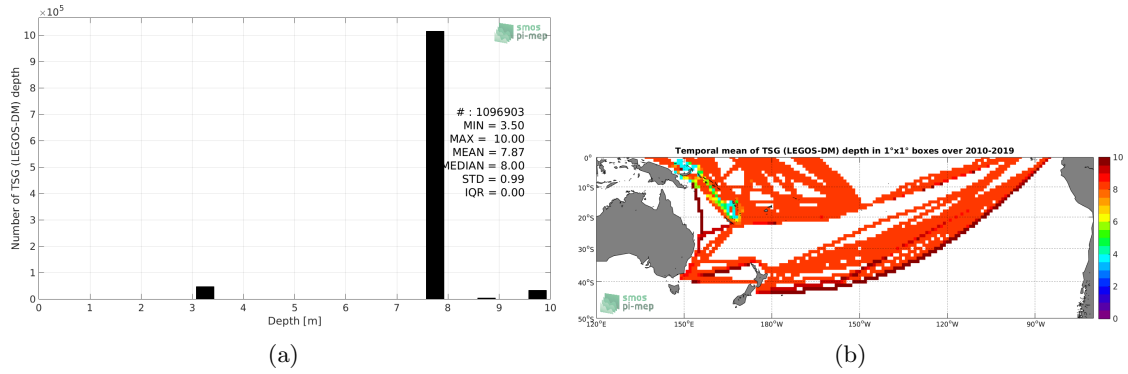 ×10⁵
10
9
8
7
6
5
4
3
2
1
0
Number of TSG (LEGOS-DM) depth
smos
pi-mep
# : 1096903
MIN = 3.50
MAX = 10.00
MEAN = 7.87
MEDIAN = 8.00
STD = 0.99
IQR = 0.00
0 1 2 3 4 5 6 7 8 9 10
Depth [m]
(a)
Temporal mean of TSG (LEGOS-DM) depth in 1°x1° boxes over 2010-2019
0°
10°S
20°S
30°S
40°S
50°S
120°E 150°E 180°W 150°W 120°W 90°W
smos
pi-mep
10
8
6
4
2
0
(b)